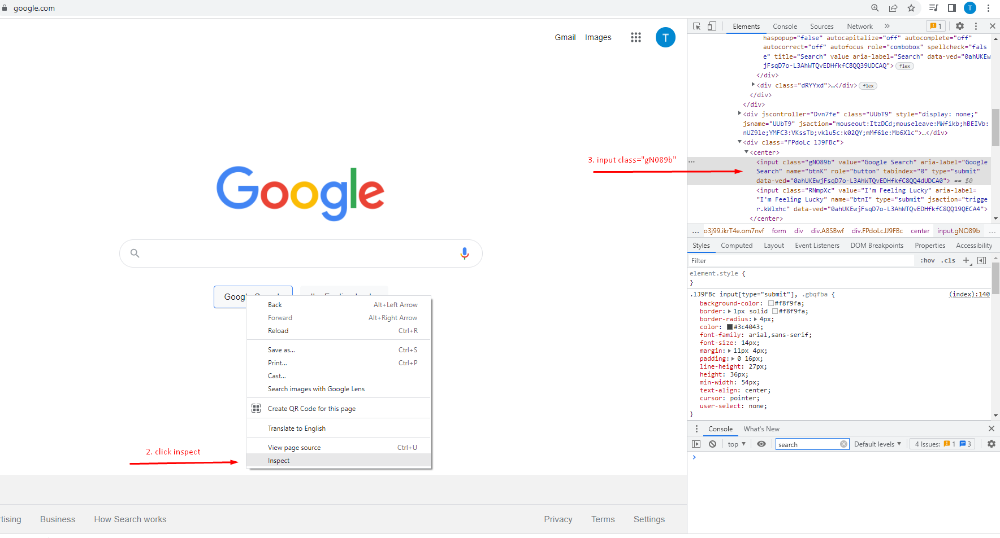 google.com
T
Gmail
Images
T
Google
Back Alt+Left Arrow
Forward Alt+Right Arrow
Reload Ctrl+R
Save as... Ctrl+S
Print... Ctrl+P
Cast...
Search images with Google Lens
Create QR Code for this page
Translate to English
View page source Ctrl+U
Inspect
2. click inspect
3. input class="gN089b"
rtising
Business
How Search works
Privacy
Terms
Settings
Elements Console Sources Network » 1
haspopup="false" autocapitalize="off" autocomplete="off"
autocorrect="off" autofocus role="combobox" spellcheck="fals
e" title="Search" value aria-label="Search" data-ved="0ahUKEw
jFsqD7o-L3AhWTQvEDHfkfC8QQ39UDCAQ"> flex
</div>
<div class="dRYYxd">…</div> flex
</div>
</div>
<div jscontroller="Dvn7fe" class="UUbT9" style="display: none;"
jsname="UUbT9" jsaction="mouseout:ItzDCd;mouseleave:MWfikb;hBEIVb:
nUZ9le;YMFC3:VKssTb;vklu5c:k02QY;mMf61e:Mb6Xlc">…</div>
<div class="FPdoLc lJ9FBc">
<center>
... <input class="gNO89b" value="Google Search" aria-label="Google
Search" name="btnK" role="button" tabindex="0" type="submit"
data-ved="0ahUKEwjFsqD7o-L3AhWTQvEDHfkfC8QQ4dUDCA0"> == $0
<input class="RNmpXc" value="I'm Feeling Lucky" aria-label=
"I'm Feeling Lucky" name="btnI" type="submit" jsaction="trigge
r.kWlxhc" data-ved="0ahUKEwjFsqD7o-L3AhWTQvEDHfkfC8QQ19QECA4">
</center>
... o3j99.ikrT4e.om7nvf form div div.A8SBwf div.FPdoLc.lJ9FBc center input.gNO89b ...
Styles Computed Layout Event Listeners DOM Breakpoints Properties Accessibility
Filter :hov .cls +
element.style {
}
.lJ9FBc input[type="submit"], .gbqfba { (index):140
background-color: #f8f9fa;
border: 1px solid #f8f9fa;
border-radius: 4px;
color: #3c4043;
font-family: arial,sans-serif;
font-size: 14px;
margin: 11px 4px;
padding: 0 16px;
line-height: 27px;
height: 36px;
min-width: 54px;
text-align: center;
cursor: pointer;
user-select: none;
}
Console What's New
top search Default levels 4 Issues: 1 3